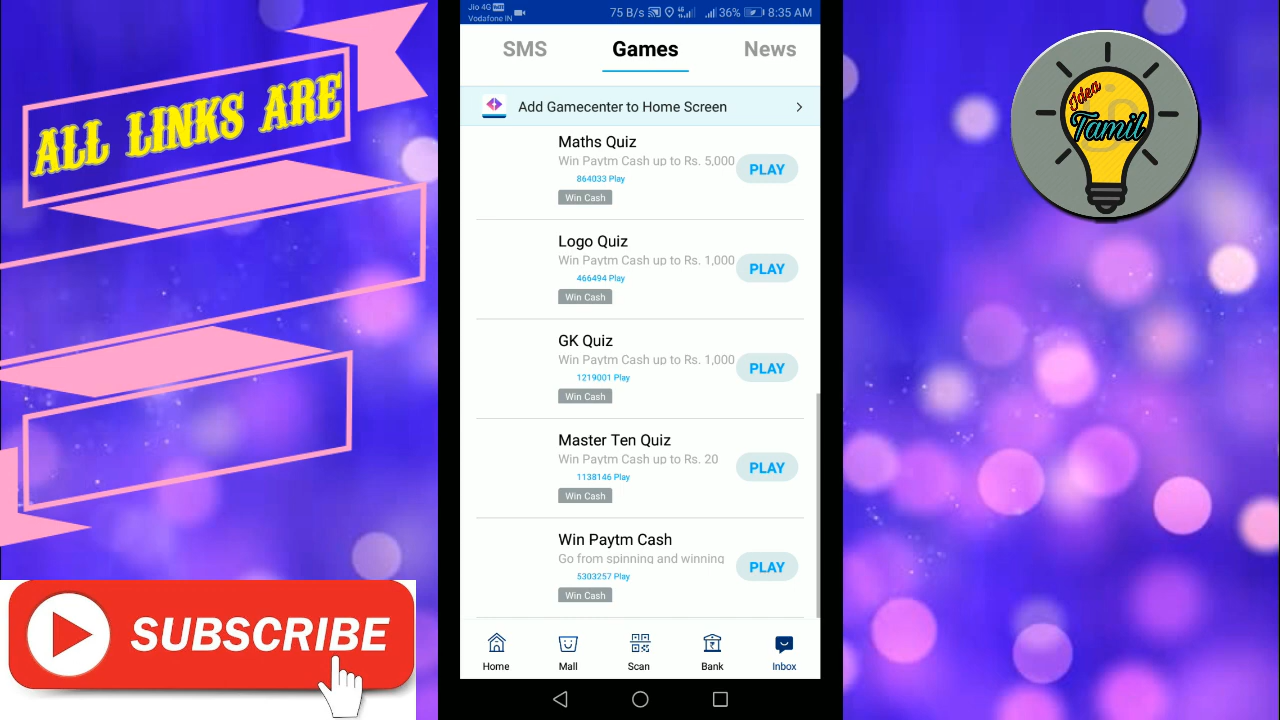 ALL LINKS ARE
SUBSCRIBE
Jio 4G VoLTE
Vodafone IN
75 B/s
4G
36%
8:35 AM
SMS
Games
News
Add Gamecenter to Home Screen
Maths Quiz
Win Paytm Cash up to Rs. 5,000
864033 Play
Win Cash
PLAY
Logo Quiz
Win Paytm Cash up to Rs. 1,000
466494 Play
Win Cash
PLAY
GK Quiz
Win Paytm Cash up to Rs. 1,000
1219001 Play
Win Cash
PLAY
Master Ten Quiz
Win Paytm Cash up to Rs. 20
1138146 Play
Win Cash
PLAY
Win Paytm Cash
Go from spinning and winning
5303257 Play
Win Cash
PLAY
Home
Mall
Scan
Bank
Inbox
Idea
Tamil